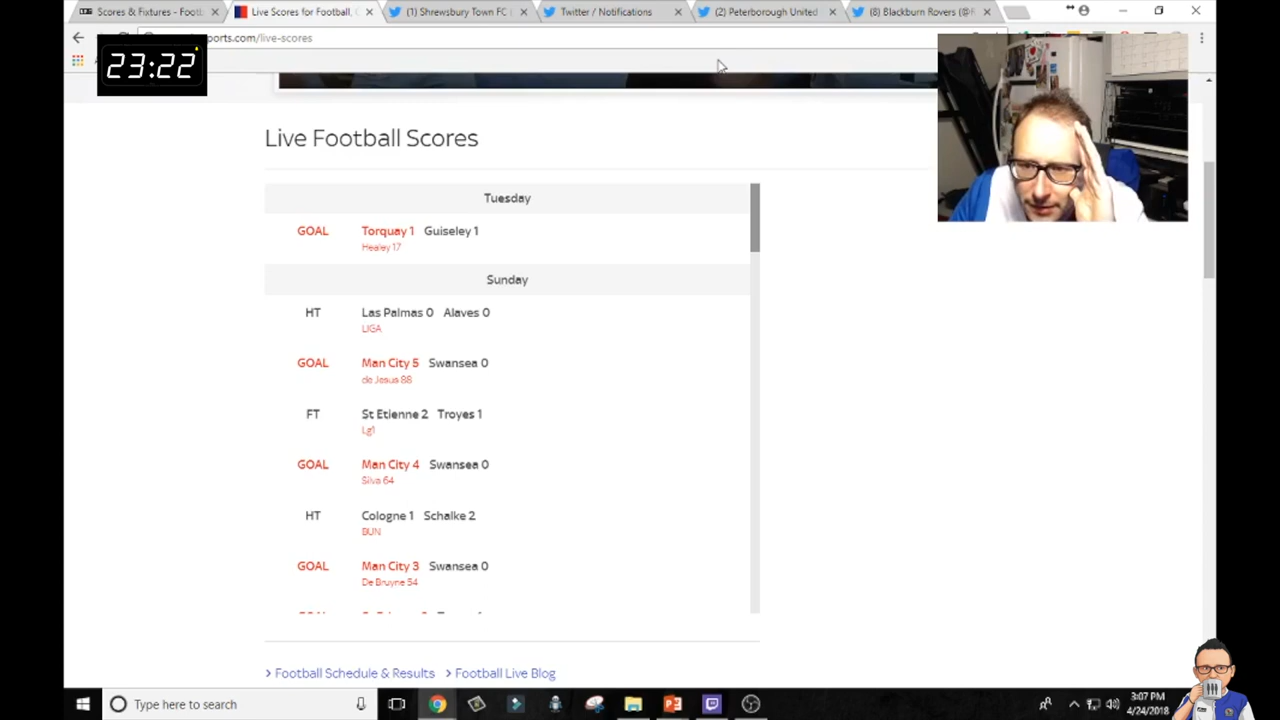 Scores & Fixtures - Footb
Live Scores for Football, C
(1) Shrewsbury Town FC
Twitter / Notifications
(2) Peterborough United
(8) Blackburn Rovers (@R
ports.com/live-scores
23:22
Live Football Scores
Tuesday
GOAL Torquay 1 Guiseley 1
Healey 17
Sunday
HT Las Palmas 0 Alaves 0
LIGA
GOAL Man City 5 Swansea 0
de Jesus 88
FT St Etienne 2 Troyes 1
Lg1
GOAL Man City 4 Swansea 0
Silva 64
HT Cologne 1 Schalke 2
BUN
GOAL Man City 3 Swansea 0
De Bruyne 54
> Football Schedule & Results > Football Live Blog
Type here to search
3:07 PM
4/24/2018